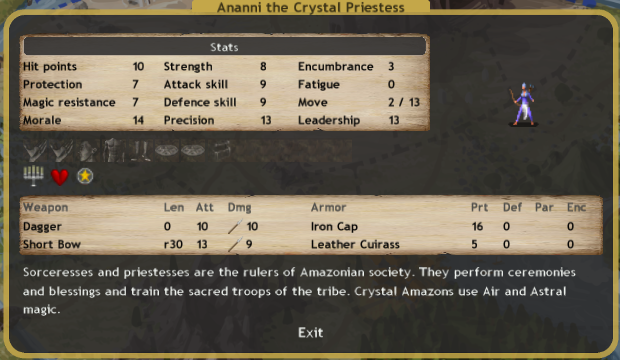 Ananni the Crystal Priestess
Stats
Hit points 10 Strength 8 Encumbrance 3
Protection 7 Attack skill 9 Fatigue 0
Magic resistance 7 Defence skill 9 Move 2 / 13
Morale 14 Precision 13 Leadership 13
Weapon Len Att Dmg Armor Prt Def Par Enc
Dagger 0 10 10 Iron Cap 16 0 0
Short Bow r30 13 9 Leather Cuirass 5 0 0
Sorceresses and priestesses are the rulers of Amazonian society. They perform ceremonies
and blessings and train the sacred troops of the tribe. Crystal Amazons use Air and Astral
magic.
Exit